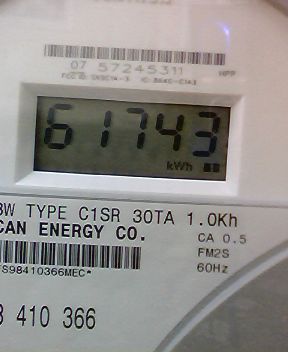 07 57245311 HPP
61743
kWh
3W TYPE C1SR 30TA 1.0Kh
CAN ENERGY CO.
CA 0.5
FM2S
60Hz
S98410366MEC*
3 410 366